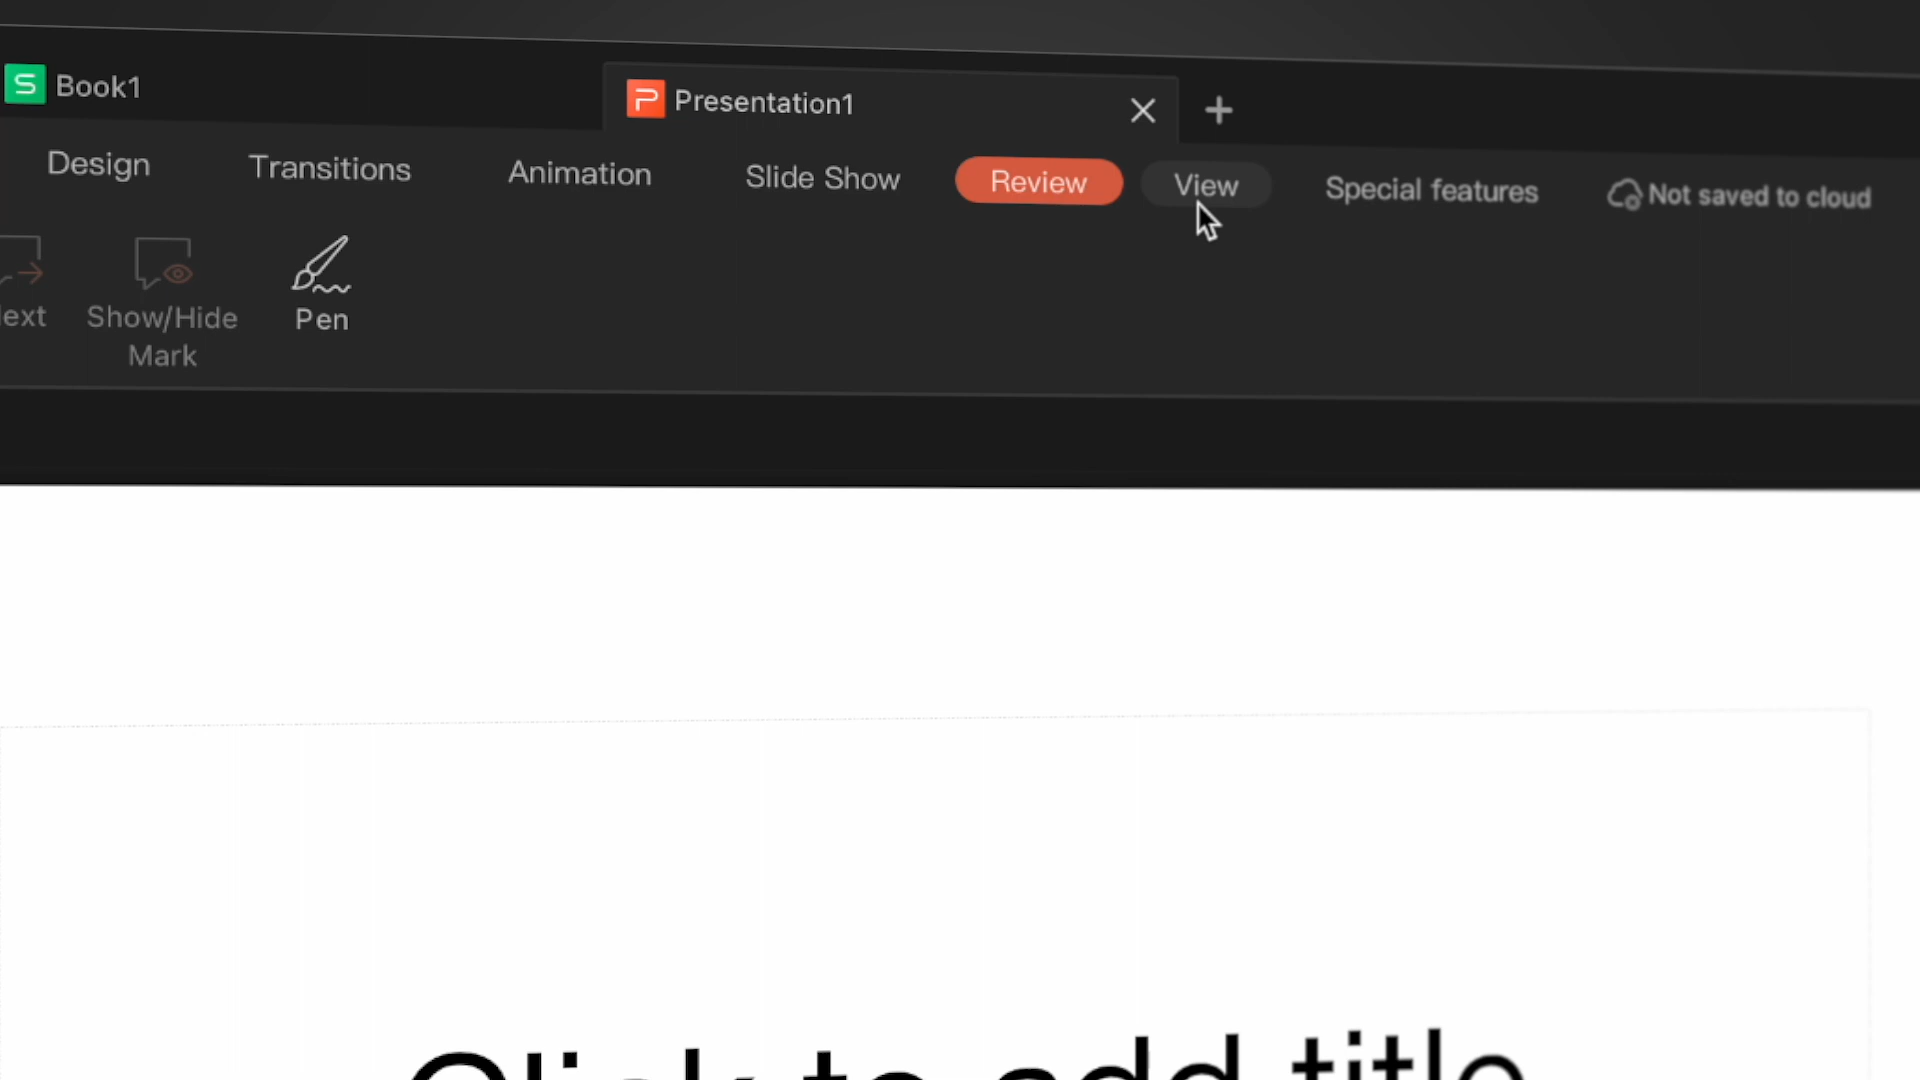 Book1
Presentation1
Design Transitions Animation Slide Show Review View Special features Not saved to cloud
Show/Hide
Mark
Pen
Click to add title